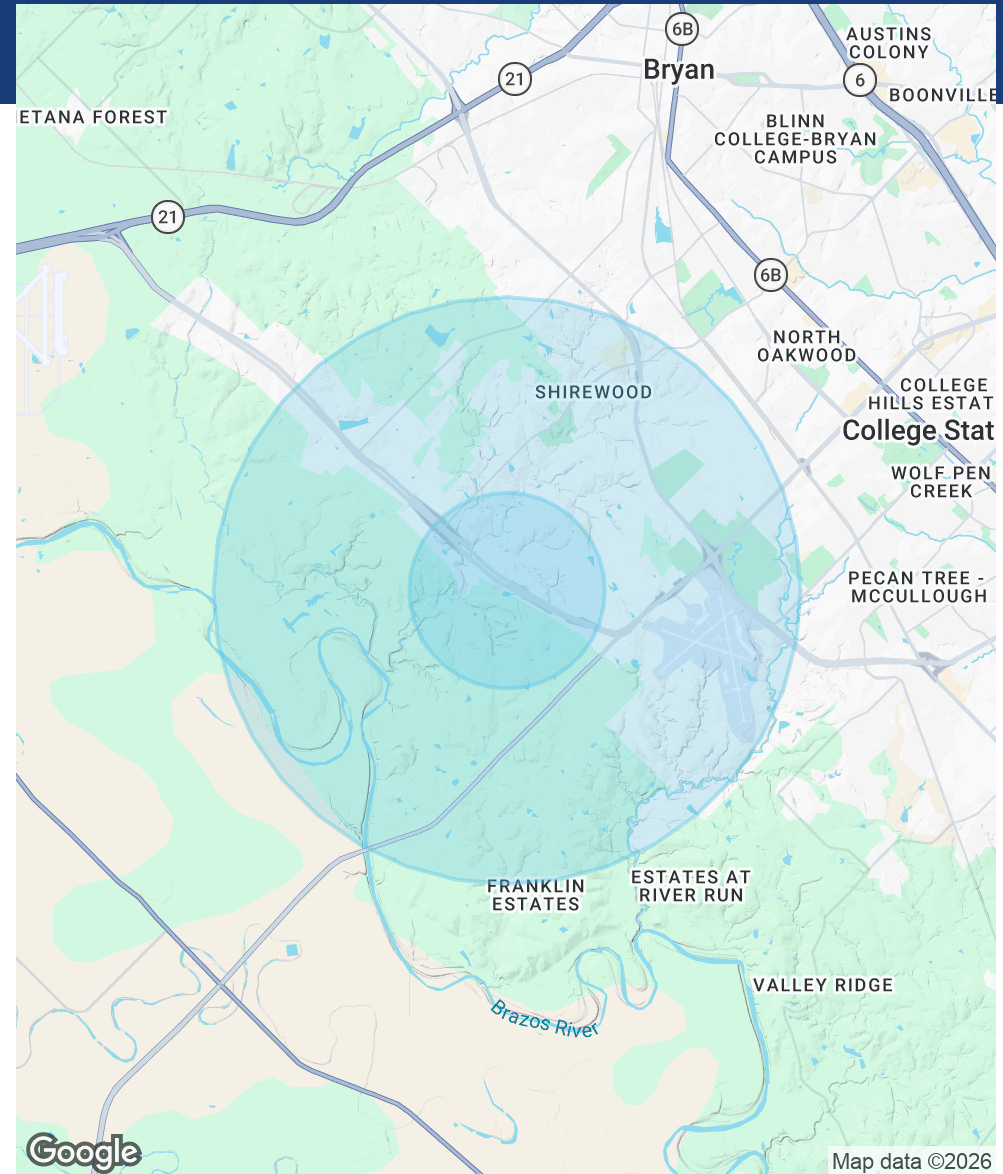 6B
AUSTINS
COLONY
21
Bryan
6
BOONVILLE
ETANA FOREST
BLINN
COLLEGE-BRYAN
CAMPUS
21
6B
NORTH
OAKWOOD
SHIREWOOD
COLLEGE
HILLS ESTAT
College Stat
WOLF PEN
CREEK
PECAN TREE -
MCCULLOUGH
FRANKLIN
ESTATES
ESTATES AT
RIVER RUN
VALLEY RIDGE
Brazos River
Google
Map data ©2026